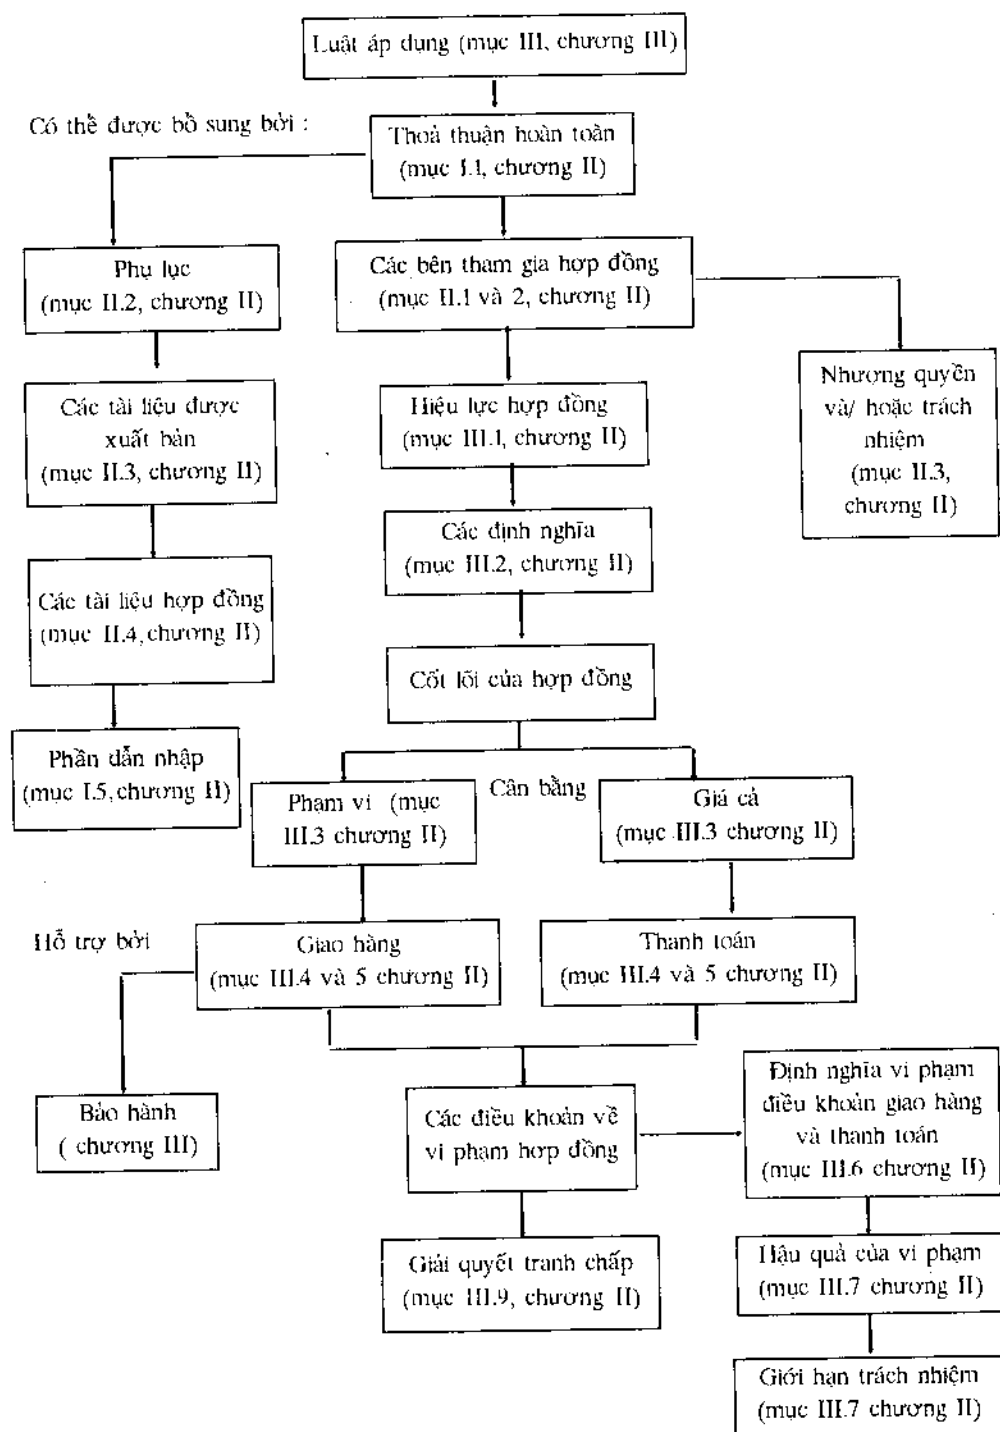 Luật áp dụng (mục III, chương III)
Có thể được bổ sung bởi :
Thoả thuận hoàn toàn
(mục I.1, chương II)
Phụ lục
(mục II.2, chương II)
Các bên tham gia hợp đồng
(mục II.1 và 2, chương II)
Nhượng quyền
và/ hoặc trách
nhiệm
(mục II.3,
chương II)
Các tài liệu được
xuất bản
(mục II.3, chương II)
Hiệu lực hợp đồng
(mục III.1, chương II)
Các định nghĩa
(mục III.2, chương II)
Các tài liệu hợp đồng
(mục II.4, chương II)
Cốt lõi của hợp đồng
Phần dẫn nhập
(mục I.5, chương II)
Cân bằng
Phạm vi (mục
III.3 chương II)
Giá cả
(mục III.3 chương II)
Hỗ trợ bởi
Giao hàng
(mục III.4 và 5 chương II)
Thanh toán
(mục III.4 và 5 chương II)
Bảo hành
( chương III)
Các điều khoản về
vi phạm hợp đồng
Định nghĩa vi phạm
điều khoản giao hàng
và thanh toán
(mục III.6 chương II)
Giải quyết tranh chấp
(mục III.9, chương II)
Hậu quả của vi phạm
(mục III.7 chương II)
Giới hạn trách nhiệm
(mục III.7 chương II)